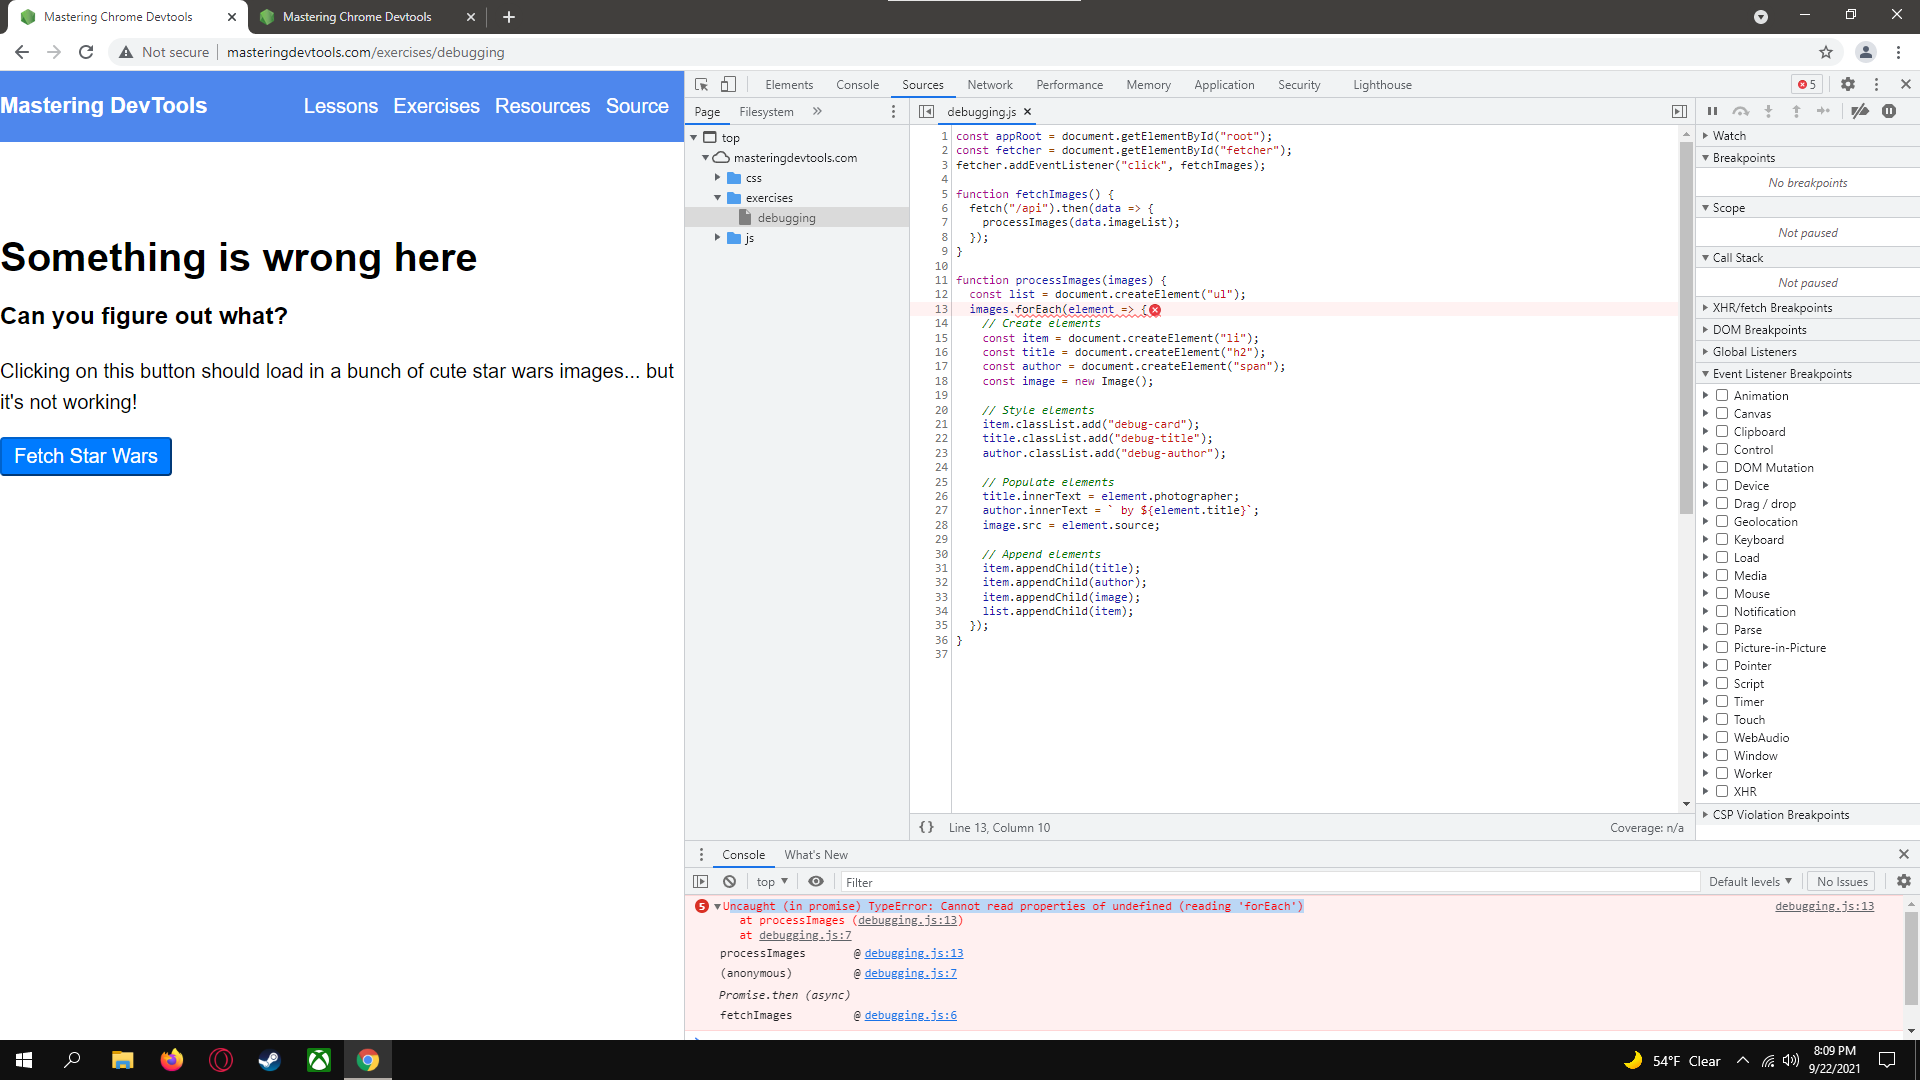 Mastering Chrome Devtools
Mastering Chrome Devtools
Not secure
masteringdevtools.com/exercises/debugging
Mastering DevTools
Lessons Exercises Resources Source
Something is wrong here
Can you figure out what?
Clicking on this button should load in a bunch of cute star wars images... but
it's not working!
Fetch Star Wars
Elements Console Sources Network Performance Memory Application Security Lighthouse
5
Page Filesystem »
top
masteringdevtools.com
css
exercises
debugging
js
debugging.js
1 const appRoot = document.getElementById("root");
2 const fetcher = document.getElementById("fetcher");
3 fetcher.addEventListener("click", fetchImages);
4
5 function fetchImages() {
6 fetch("/api").then(data => {
7 processImages(data.imageList);
8 });
9 }
10
11 function processImages(images) {
12 const list = document.createElement("ul");
13 images.forEach(element => {
14 // Create elements
15 const item = document.createElement("li");
16 const title = document.createElement("h2");
17 const author = document.createElement("span");
18 const image = new Image();
19
20 // Style elements
21 item.classList.add("debug-card");
22 title.classList.add("debug-title");
23 author.classList.add("debug-author");
24
25 // Populate elements
26 title.innerText = element.photographer;
27 author.innerText = ` by ${element.title}`;
28 image.src = element.source;
29
30 // Append elements
31 item.appendChild(title);
32 item.appendChild(author);
33 item.appendChild(image);
34 list.appendChild(item);
35 });
36 }
37
{} Line 13, Column 10
Coverage: n/a
Watch
Breakpoints
No breakpoints
Scope
Not paused
Call Stack
Not paused
XHR/fetch Breakpoints
DOM Breakpoints
Global Listeners
Event Listener Breakpoints
Animation
Canvas
Clipboard
Control
DOM Mutation
Device
Drag / drop
Geolocation
Keyboard
Load
Media
Mouse
Notification
Parse
Picture-in-Picture
Pointer
Script
Timer
Touch
WebAudio
Window
Worker
XHR
CSP Violation Breakpoints
Console What's New
top Filter Default levels No Issues
5 Uncaught (in promise) TypeError: Cannot read properties of undefined (reading 'forEach') debugging.js:13
at processImages (debugging.js:13)
at debugging.js:7
processImages @ debugging.js:13
(anonymous) @ debugging.js:7
Promise.then (async)
fetchImages @ debugging.js:6
54°F Clear
8:09 PM
9/22/2021